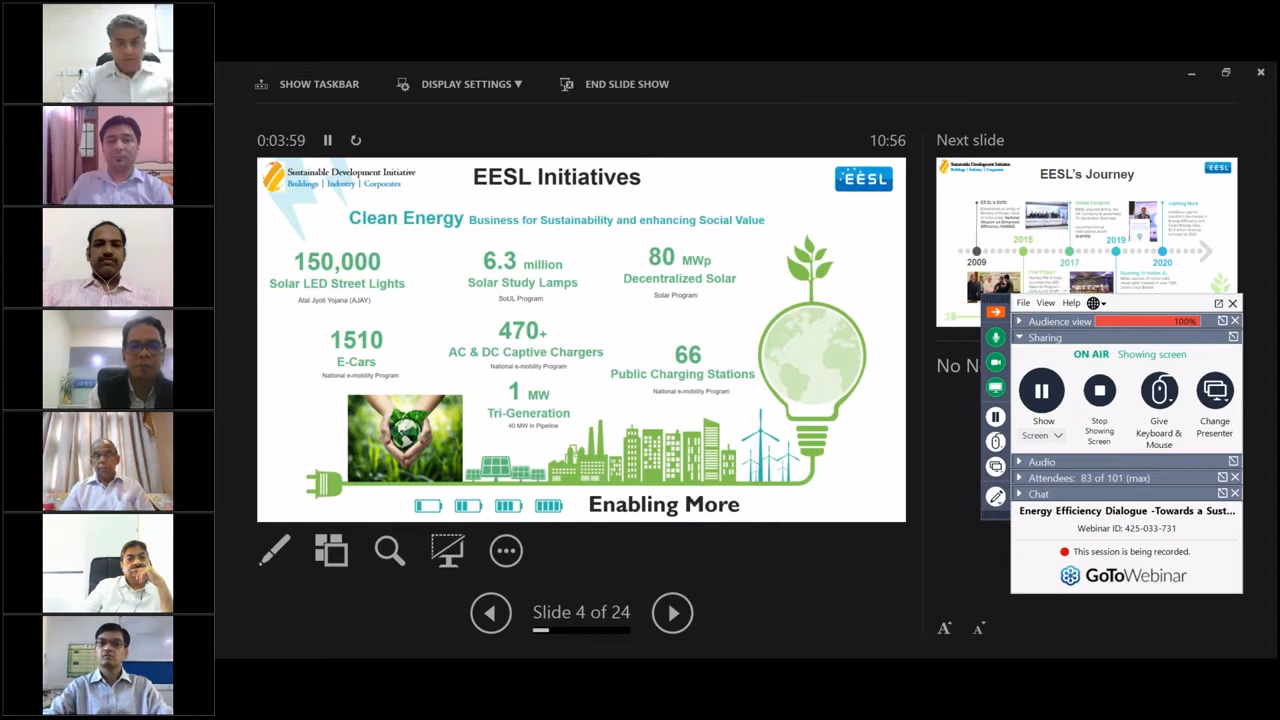 SHOW TASKBAR
DISPLAY SETTINGS ▼
END SLIDE SHOW
0:03:59
10:56
Next slide
Sustainable Development Initiative
Buildings | Industry | Corporates
EESL Initiatives
EESL
Clean Energy Business for Sustainability and enhancing Social Value
150,000
Solar LED Street Lights
Atal Jyoti Yojana (AJAY)
6.3 million
Solar Study Lamps
SoUL Program
80 MWp
Decentralized Solar
Solar Program
1510
E-Cars
National e-mobility Program
470+
AC & DC Captive Chargers
National e-mobility Program
66
Public Charging Stations
National e-mobility Program
1 MW
Tri-Generation
40 MW in Pipeline
Enabling More
Sustainable Development Initiative
Buildings | Industry | Corporates
EESL's Journey
EESL
2015
2019
2009
2017
2020
No N
File View Help
Audience view 100%
Sharing
ON AIR Showing screen
Show
Screen
Stop
Showing
Screen
Give
Keyboard &
Mouse
Change
Presenter
Audio
Attendees: 83 of 101 (max)
Chat
Energy Efficiency Dialogue -Towards a Sust...
Webinar ID: 425-033-731
This session is being recorded.
GoToWebinar
Slide 4 of 24
A A